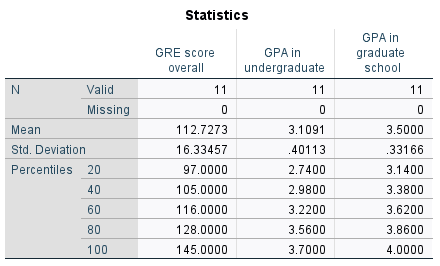 Statistics
GRE score overall GPA in undergraduate GPA in graduate school
N Valid 11 11 11
Missing 0 0 0
Mean 112.7273 3.1091 3.5000
Std. Deviation 16.33457 .40113 .33166
Percentiles 20 97.0000 2.7400 3.1400
40 105.0000 2.9800 3.3800
60 116.0000 3.2200 3.6200
80 128.0000 3.5600 3.8600
100 145.0000 3.7000 4.0000